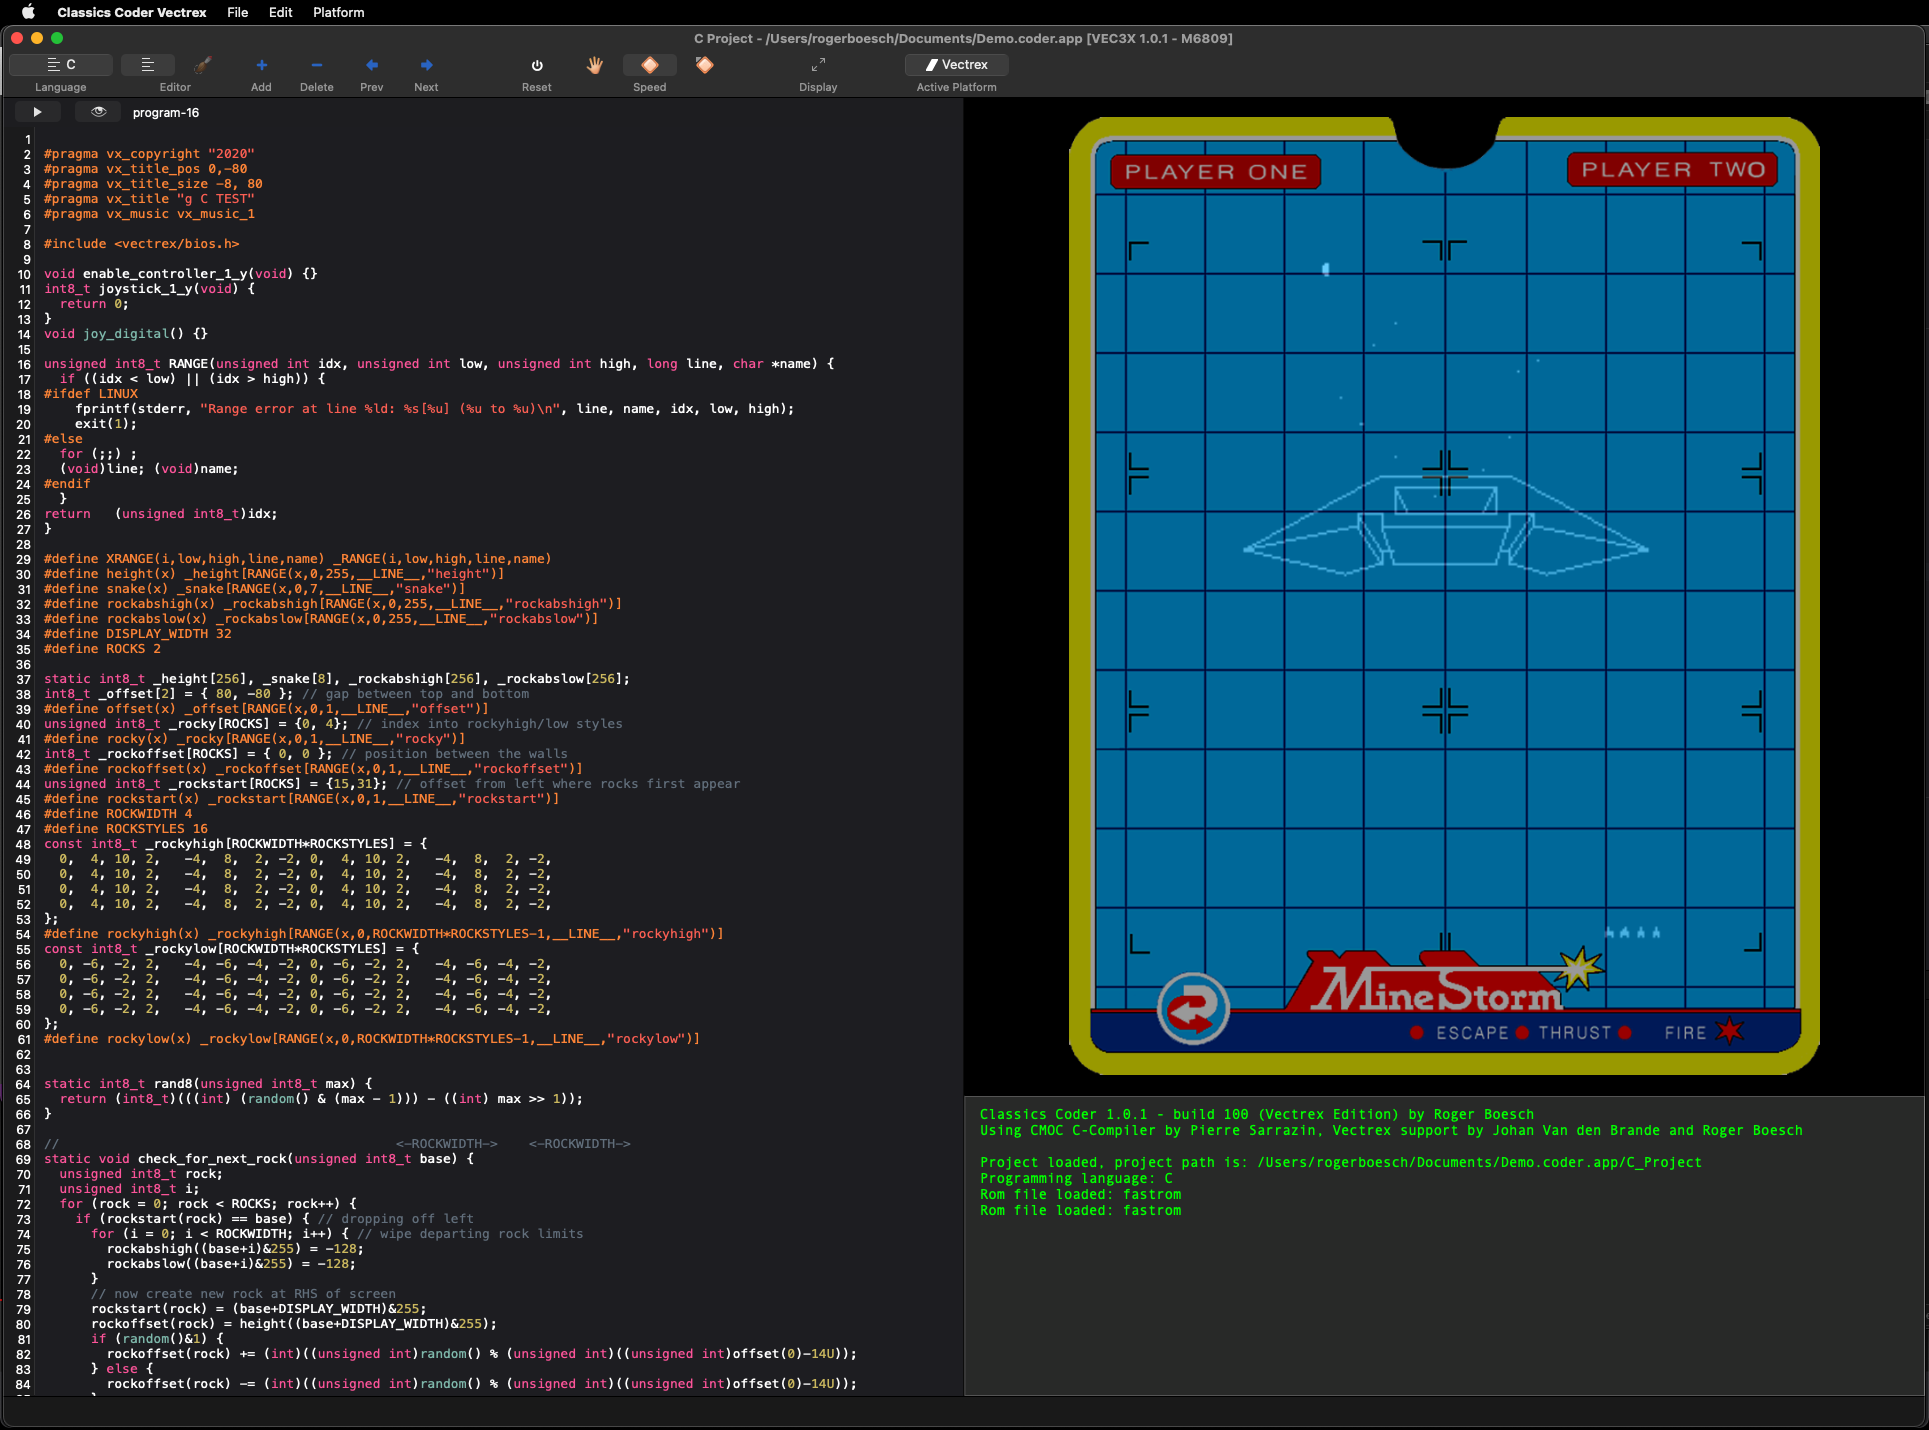 Classics Coder Vectrex File Edit Platform
C Project - /Users/rogerboesch/Documents/Demo.coder.app [VEC3X 1.0.1 - M6809]
C Vectrex
Language Editor Add Delete Prev Next Reset Speed Display Active Platform
program-16
1
2 #pragma vx_copyright "2020"
3 #pragma vx_title_pos 0,-80
4 #pragma vx_title_size -8, 80
5 #pragma vx_title "g C TEST"
6 #pragma vx_music vx_music_1
7
8 #include <vectrex/bios.h>
9
10 void enable_controller_1_y(void) {}
11 int8_t joystick_1_y(void) {
12   return 0;
13 }
14 void joy_digital() {}
15
16 unsigned int8_t RANGE(unsigned int idx, unsigned int low, unsigned int high, long line, char *name) {
17   if ((idx < low) || (idx > high)) {
18 #ifdef LINUX
19     fprintf(stderr, "Range error at line %ld: %s[%u] (%u to %u)\n", line, name, idx, low, high);
20     exit(1);
21 #else
22   for (;;) ;
23   (void)line; (void)name;
24 #endif
25   }
26 return   (unsigned int8_t)idx;
27 }
28
29 #define XRANGE(i,low,high,line,name) _RANGE(i,low,high,line,name)
30 #define height(x) _height[RANGE(x,0,255,__LINE__,"height")]
31 #define snake(x) _snake[RANGE(x,0,7,__LINE__,"snake")]
32 #define rockabshigh(x) _rockabshigh[RANGE(x,0,255,__LINE__,"rockabshigh")]
33 #define rockabslow(x) _rockabslow[RANGE(x,0,255,__LINE__,"rockabslow")]
34 #define DISPLAY_WIDTH 32
35 #define ROCKS 2
36
37 static int8_t _height[256], _snake[8], _rockabshigh[256], _rockabslow[256];
38 int8_t _offset[2] = { 80, -80 }; // gap between top and bottom
39 #define offset(x) _offset[RANGE(x,0,1,__LINE__,"offset")]
40 unsigned int8_t _rocky[ROCKS] = {0, 4}; // index into rockyhigh/low styles
41 #define rocky(x) _rocky[RANGE(x,0,1,__LINE__,"rocky")]
42 int8_t _rockoffset[ROCKS] = { 0, 0 }; // position between the walls
43 #define rockoffset(x) _rockoffset[RANGE(x,0,1,__LINE__,"rockoffset")]
44 unsigned int8_t _rockstart[ROCKS] = {15,31}; // offset from left where rocks first appear
45 #define rockstart(x) _rockstart[RANGE(x,0,1,__LINE__,"rockstart")]
46 #define ROCKWIDTH 4
47 #define ROCKSTYLES 16
48 const int8_t _rockyhigh[ROCKWIDTH*ROCKSTYLES] = {
49   0,  4, 10, 2,   -4,  8,  2, -2, 0,  4, 10, 2,   -4,  8,  2, -2,
50   0,  4, 10, 2,   -4,  8,  2, -2, 0,  4, 10, 2,   -4,  8,  2, -2,
51   0,  4, 10, 2,   -4,  8,  2, -2, 0,  4, 10, 2,   -4,  8,  2, -2,
52   0,  4, 10, 2,   -4,  8,  2, -2, 0,  4, 10, 2,   -4,  8,  2, -2,
53 };
54 #define rockyhigh(x) _rockyhigh[RANGE(x,0,ROCKWIDTH*ROCKSTYLES-1,__LINE__,"rockyhigh")]
55 const int8_t _rockylow[ROCKWIDTH*ROCKSTYLES] = {
56   0, -6, -2, 2,   -4, -6, -4, -2, 0, -6, -2, 2,   -4, -6, -4, -2,
57   0, -6, -2, 2,   -4, -6, -4, -2, 0, -6, -2, 2,   -4, -6, -4, -2,
58   0, -6, -2, 2,   -4, -6, -4, -2, 0, -6, -2, 2,   -4, -6, -4, -2,
59   0, -6, -2, 2,   -4, -6, -4, -2, 0, -6, -2, 2,   -4, -6, -4, -2,
60 };
61 #define rockylow(x) _rockylow[RANGE(x,0,ROCKWIDTH*ROCKSTYLES-1,__LINE__,"rockylow")]
62
63
64 static int8_t rand8(unsigned int8_t max) {
65   return (int8_t)(((int) (random() & (max - 1))) - ((int) max >> 1));
66 }
67
68 //                                           <-ROCKWIDTH->    <-ROCKWIDTH->
69 static void check_for_next_rock(unsigned int8_t base) {
70   unsigned int8_t rock;
71   unsigned int8_t i;
72   for (rock = 0; rock < ROCKS; rock++) {
73     if (rockstart(rock) == base) { // dropping off left
74       for (i = 0; i < ROCKWIDTH; i++) { // wipe departing rock limits
75         rockabshigh((base+i)&255) = -128;
76         rockabslow((base+i)&255) = -128;
77       }
78       // now create new rock at RHS of screen
79       rockstart(rock) = (base+DISPLAY_WIDTH)&255;
80       rockoffset(rock) = height((base+DISPLAY_WIDTH)&255);
81       if (random()&1) {
82         rockoffset(rock) += (int)((unsigned int)random() % (unsigned int)((unsigned int)offset(0)-14U));
83       } else {
84         rockoffset(rock) -= (int)((unsigned int)random() % (unsigned int)((unsigned int)offset(0)-14U));
PLAYER ONE
PLAYER TWO
MineStorm
ESCAPE THRUST FIRE
Classics Coder 1.0.1 - build 100 (Vectrex Edition) by Roger Boesch
Using CMOC C-Compiler by Pierre Sarrazin, Vectrex support by Johan Van den Brande and Roger Boesch
Project loaded, project path is: /Users/rogerboesch/Documents/Demo.coder.app/C_Project
Programming language: C
Rom file loaded: fastrom
Rom file loaded: fastrom